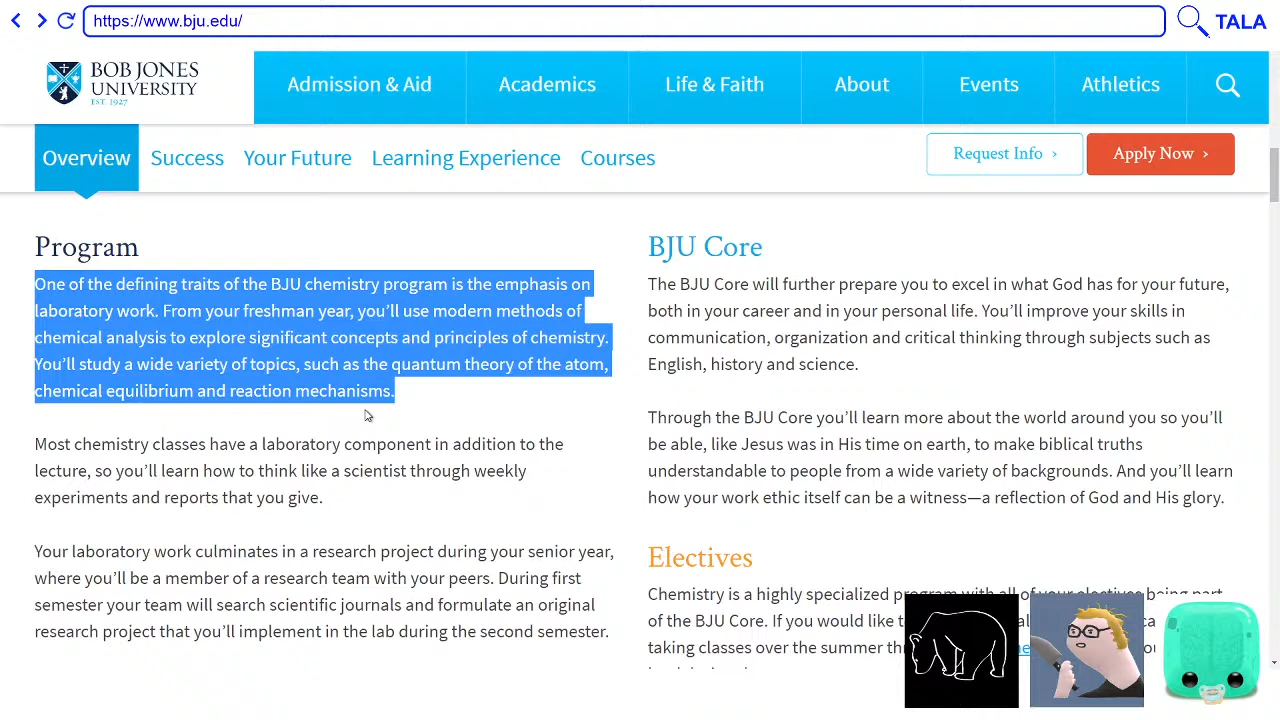 https://www.bju.edu/
TALA
BOB JONES
UNIVERSITY
EST. 1927
Admission & Aid
Academics
Life & Faith
About
Events
Athletics
Overview
Success
Your Future
Learning Experience
Courses
Request Info ›
Apply Now ›
Program
One of the defining traits of the BJU chemistry program is the emphasis on
laboratory work. From your freshman year, you’ll use modern methods of
chemical analysis to explore significant concepts and principles of chemistry.
You’ll study a wide variety of topics, such as the quantum theory of the atom,
chemical equilibrium and reaction mechanisms.
Most chemistry classes have a laboratory component in addition to the
lecture, so you’ll learn how to think like a scientist through weekly
experiments and reports that you give.
Your laboratory work culminates in a research project during your senior year,
where you’ll be a member of a research team with your peers. During first
semester your team will search scientific journals and formulate an original
research project that you’ll implement in the lab during the second semester.
BJU Core
The BJU Core will further prepare you to excel in what God has for your future,
both in your career and in your personal life. You’ll improve your skills in
communication, organization and critical thinking through subjects such as
English, history and science.
Through the BJU Core you’ll learn more about the world around you so you’ll
be able, like Jesus was in His time on earth, to make biblical truths
understandable to people from a wide variety of backgrounds. And you’ll learn
how your work ethic itself can be a witness—a reflection of God and His glory.
Electives
Chemistry is a highly specialized program with all of your electives being part
of the BJU Core. If you would like
taking classes over the summer